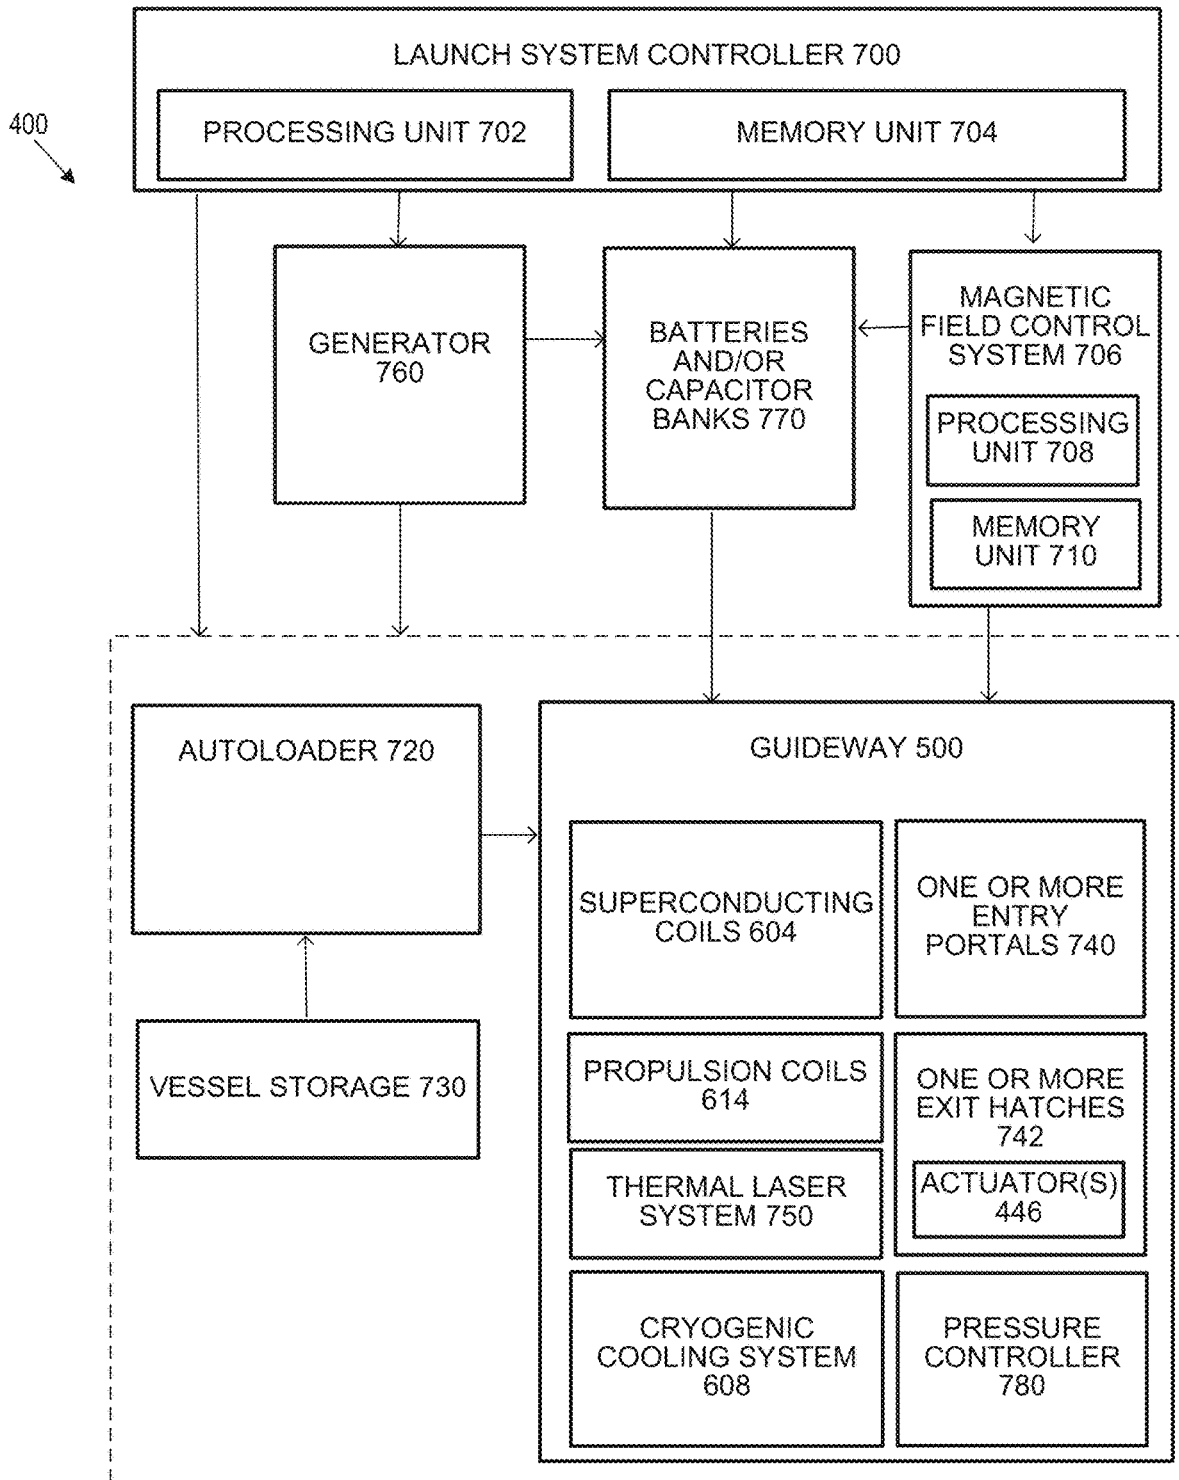 LAUNCH SYSTEM CONTROLLER 700
400
PROCESSING UNIT 702
MEMORY UNIT 704
GENERATOR
760
BATTERIES
AND/OR
CAPACITOR
BANKS 770
MAGNETIC
FIELD CONTROL
SYSTEM 706
PROCESSING
UNIT 708
MEMORY
UNIT 710
AUTOLOADER 720
VESSEL STORAGE 730
GUIDEWAY 500
SUPERCONDUCTING
COILS 604
ONE OR MORE
ENTRY
PORTALS 740
PROPULSION COILS
614
ONE OR MORE
EXIT HATCHES
742
ACTUATOR(S)
446
THERMAL LASER
SYSTEM 750
CRYOGENIC
COOLING SYSTEM
608
PRESSURE
CONTROLLER
780